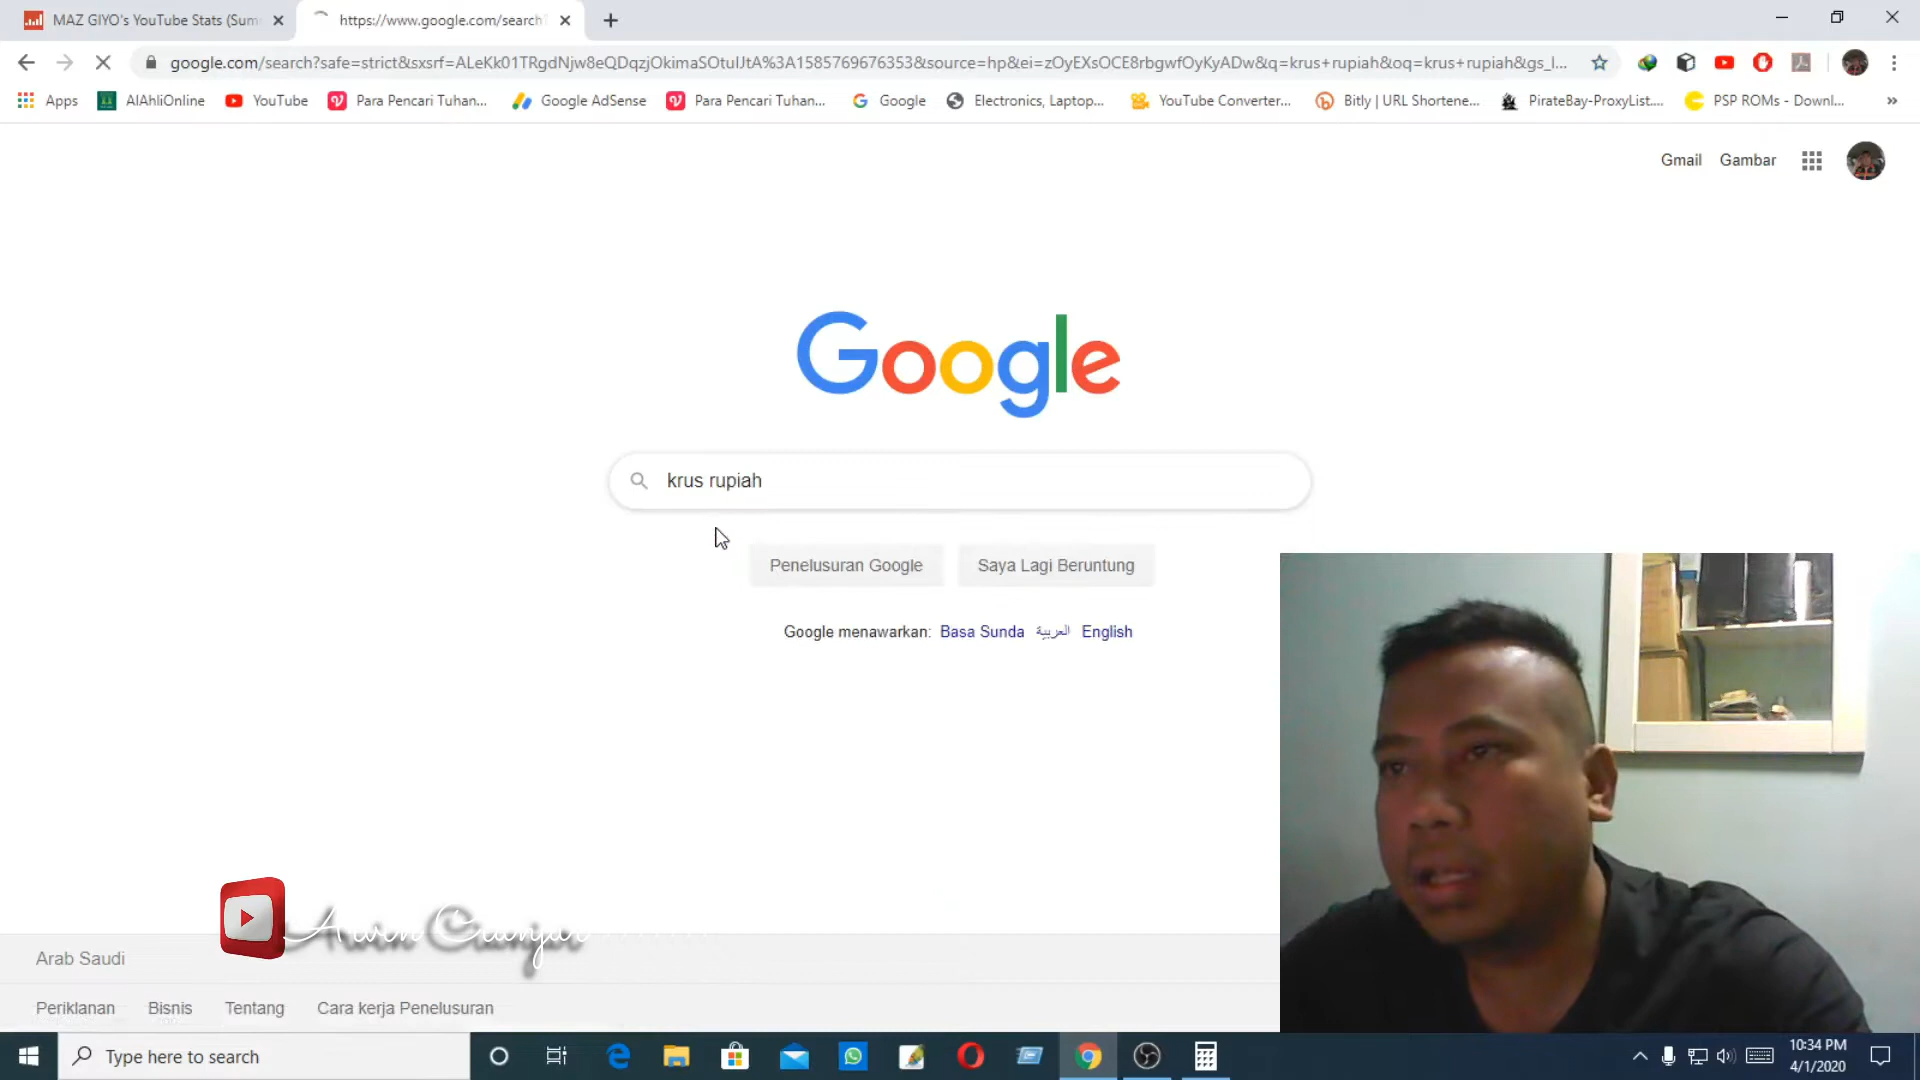 MAZ GIYO's YouTube Stats (Sum
https://www.google.com/search?
google.com/search?safe=strict&sxsrf=ALeKk01TRgdNjw8eQDqzjOkimaSOtuIJtA%3A1585769676353&source=hp&ei=zOyEXsOCE8rbgwfOyKyADw&q=krus+rupiah&oq=krus+rupiah&gs_l...
Apps AlAhliOnline YouTube Para Pencari Tuhan... Google AdSense Para Pencari Tuhan... Google Electronics, Laptop... YouTube Converter... Bitly | URL Shortene... PirateBay-ProxyList.... PSP ROMs - Downl... »
Gmail Gambar
Google
krus rupiah
Penelusuran Google Saya Lagi Beruntung
Google menawarkan: Basa Sunda العربية English
Arab Saudi
Periklanan Bisnis Tentang Cara kerja Penelusuran
Type here to search
10:34 PM
4/1/2020